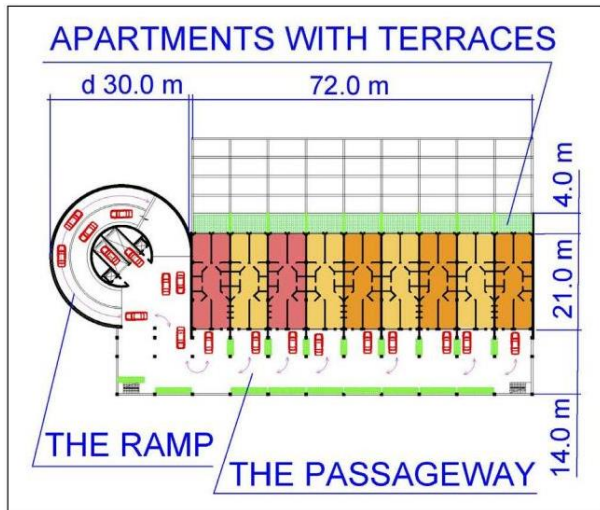 APARTMENTS WITH TERRACES
d 30.0 m
72.0 m
4.0 m
21.0 m
14.0 m
THE RAMP
THE PASSAGEWAY